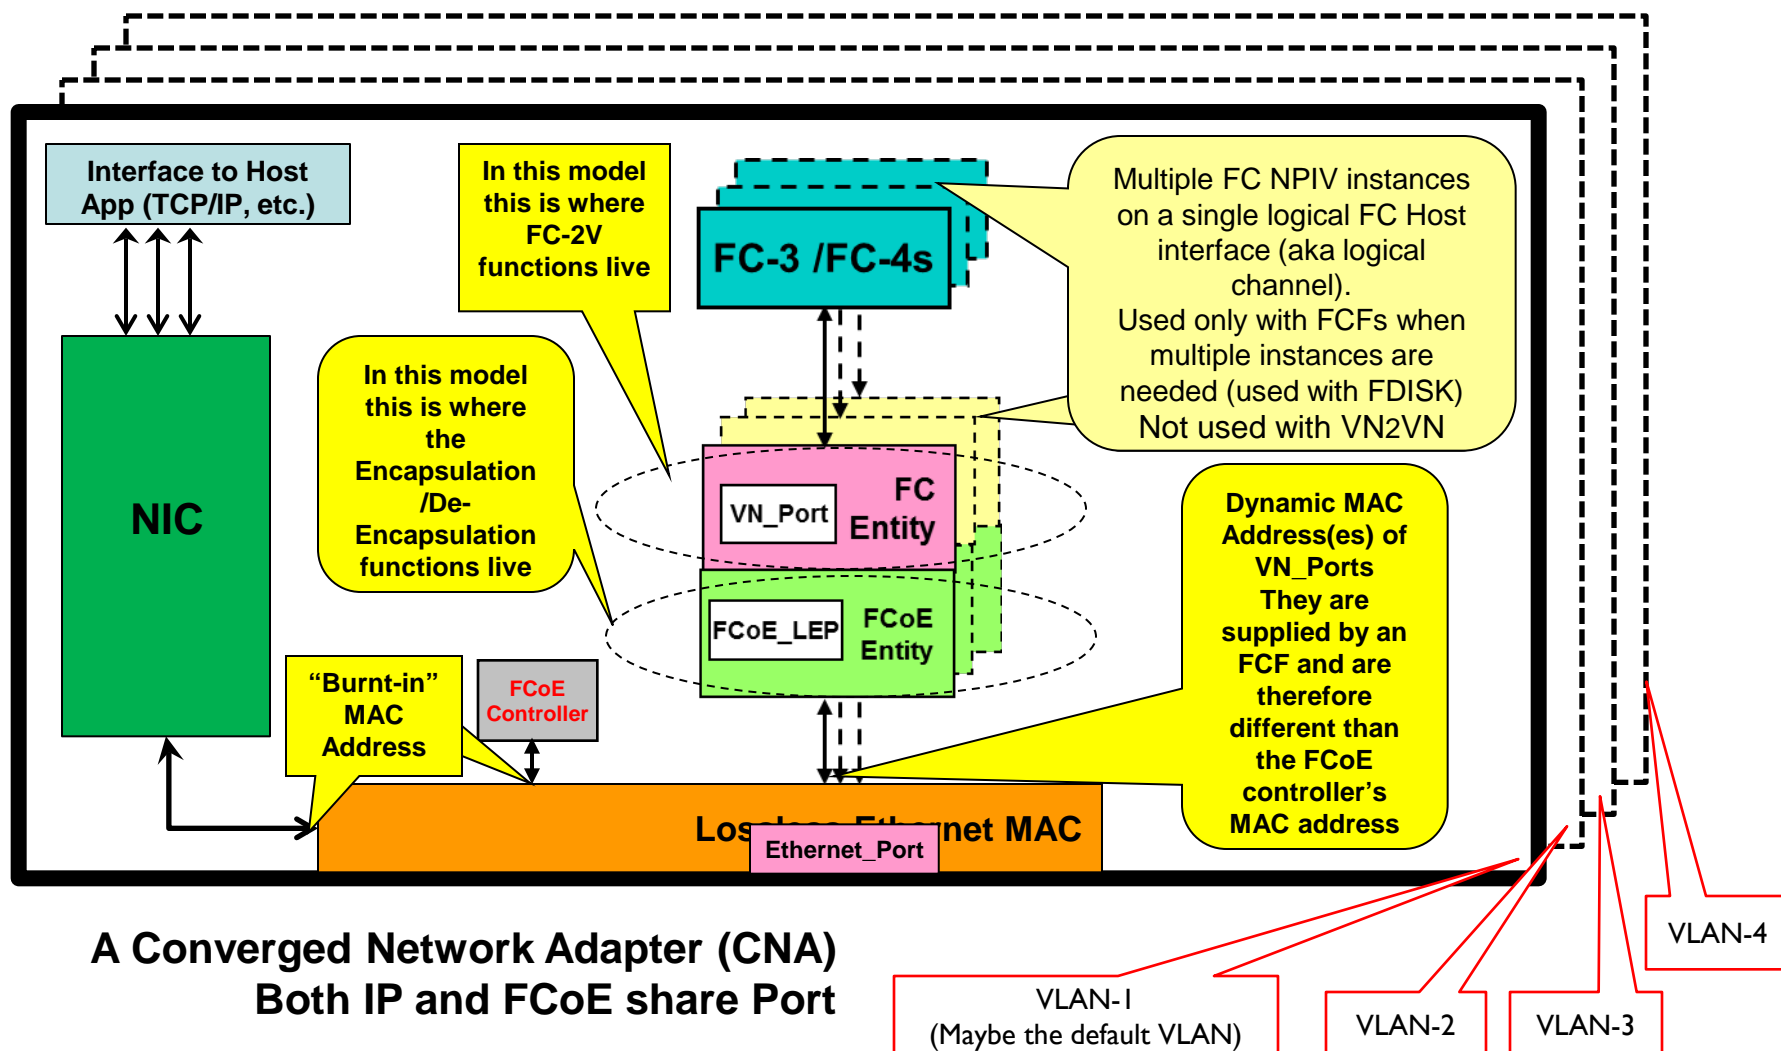 Interface to Host
App (TCP/IP, etc.)
In this model
this is where
FC-2V
functions live
FC-3 /FC-4s
Multiple FC NPIV instances
on a single logical FC Host
interface (aka logical
channel).
Used only with FCFs when
multiple instances are
needed (used with FDISK)
Not used with VN2VN
In this model
this is where
the
Encapsulation
/De-
Encapsulation
functions live
NIC
VN_Port
FC
Entity
FCoE_LEP
FCoE
Entity
Dynamic MAC
Address(es) of
VN_Ports
They are
supplied by an
FCF and are
therefore
different than
the FCoE
controller’s
MAC address
“Burnt-in”
MAC
Address
FCoE
Controller
Lossless Ethernet MAC
Ethernet_Port
A Converged Network Adapter (CNA)
Both IP and FCoE share Port
VLAN-1
(Maybe the default VLAN)
VLAN-2
VLAN-3
VLAN-4